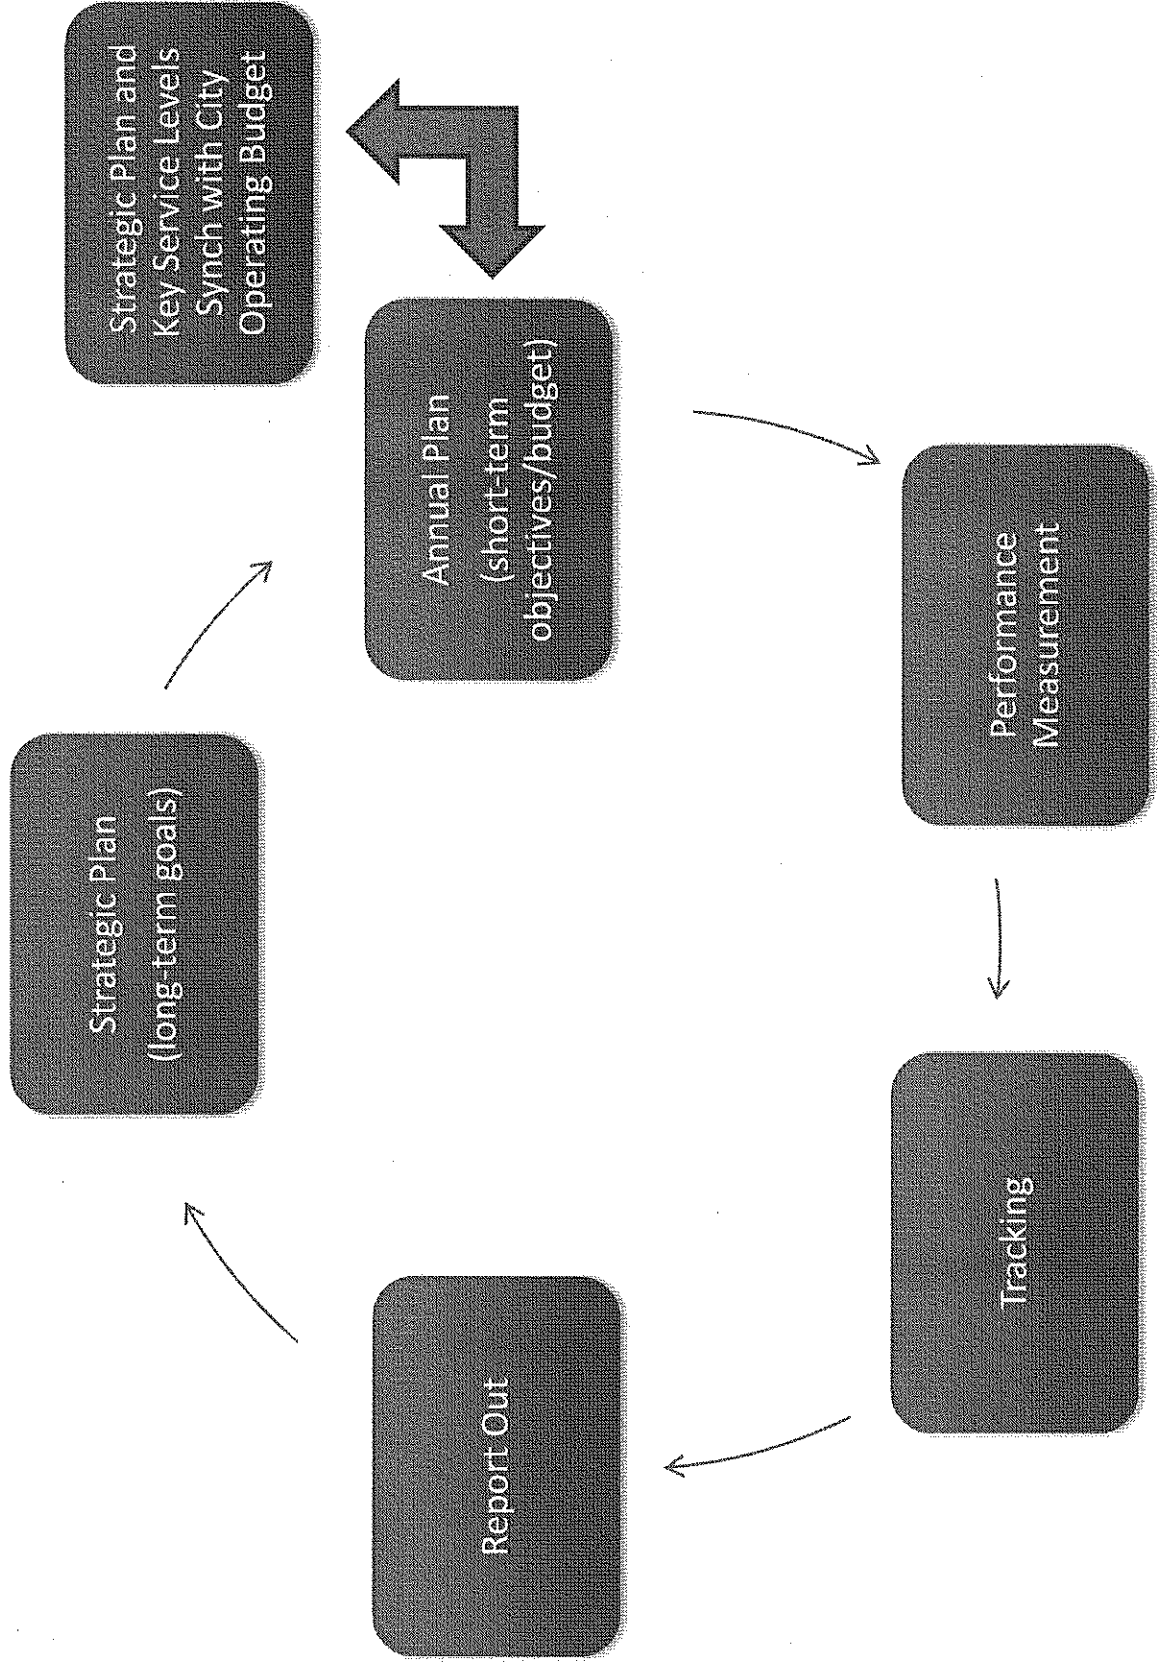 Strategic Plan
(long-term goals)
Strategic Plan and
Key Service Levels
Synch with City
Operating Budget
Annual Plan
(short-term
objectives/budget)
Performance
Measurement
Tracking
Report Out